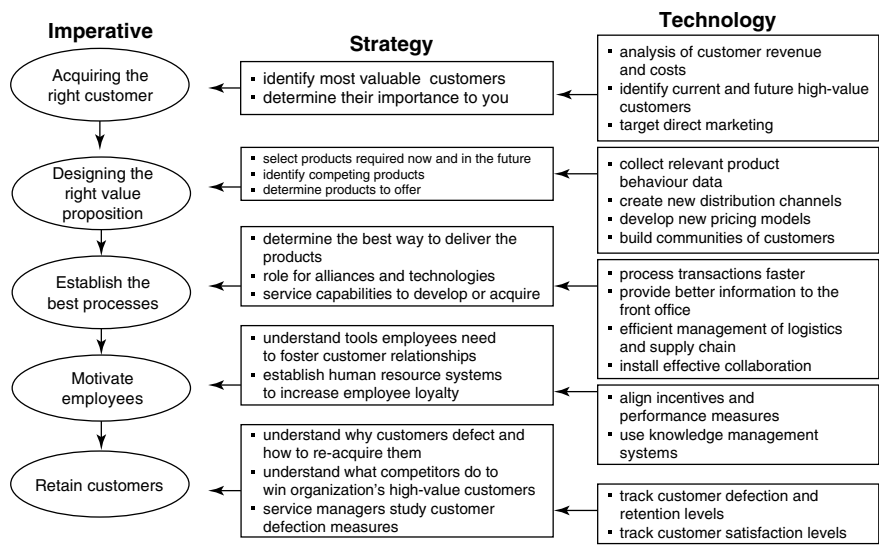 Imperative
Strategy
Technology
Acquiring the
right customer
▪ identify most valuable customers
▪ determine their importance to you
▪ analysis of customer revenue
and costs
▪ identify current and future high-value
customers
▪ target direct marketing
Designing the
right value
proposition
▪ select products required now and in the future
▪ identify competing products
▪ determine products to offer
▪ collect relevant product
behaviour data
▪ create new distribution channels
▪ develop new pricing models
▪ build communities of customers
Establish the
best processes
▪ determine the best way to deliver the
products
▪ role for alliances and technologies
▪ service capabilities to develop or acquire
▪ process transactions faster
▪ provide better information to the
front office
▪ efficient management of logistics
and supply chain
▪ install effective collaboration
Motivate
employees
▪ understand tools employees need
to foster customer relationships
▪ establish human resource systems
to increase employee loyalty
▪ align incentives and
performance measures
▪ use knowledge management
systems
Retain customers
▪ understand why customers defect and
how to re-acquire them
▪ understand what competitors do to
win organization's high-value customers
▪ service managers study customer
defection measures
▪ track customer defection and
retention levels
▪ track customer satisfaction levels